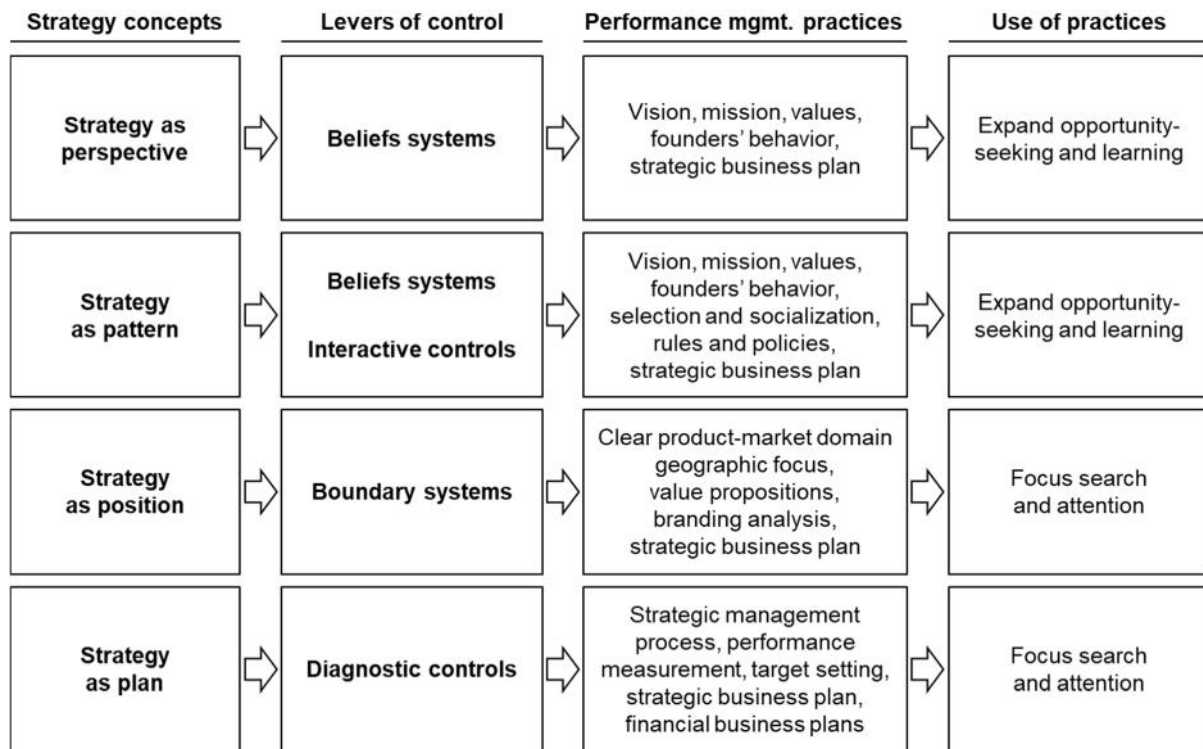 Strategy concepts
Levers of control
Performance mgmt. practices
Use of practices
Strategy as
perspective
Beliefs systems
Vision, mission, values,
founders' behavior,
strategic business plan
Expand opportunity-
seeking and learning
Strategy
as pattern
Beliefs systems
Interactive controls
Vision, mission, values,
founders' behavior,
selection and socialization,
rules and policies,
strategic business plan
Expand opportunity-
seeking and learning
Strategy
as position
Boundary systems
Clear product-market domain
geographic focus,
value propositions,
branding analysis,
strategic business plan
Focus search
and attention
Strategy
as plan
Diagnostic controls
Strategic management
process, performance
measurement, target setting,
strategic business plan,
financial business plans
Focus search
and attention